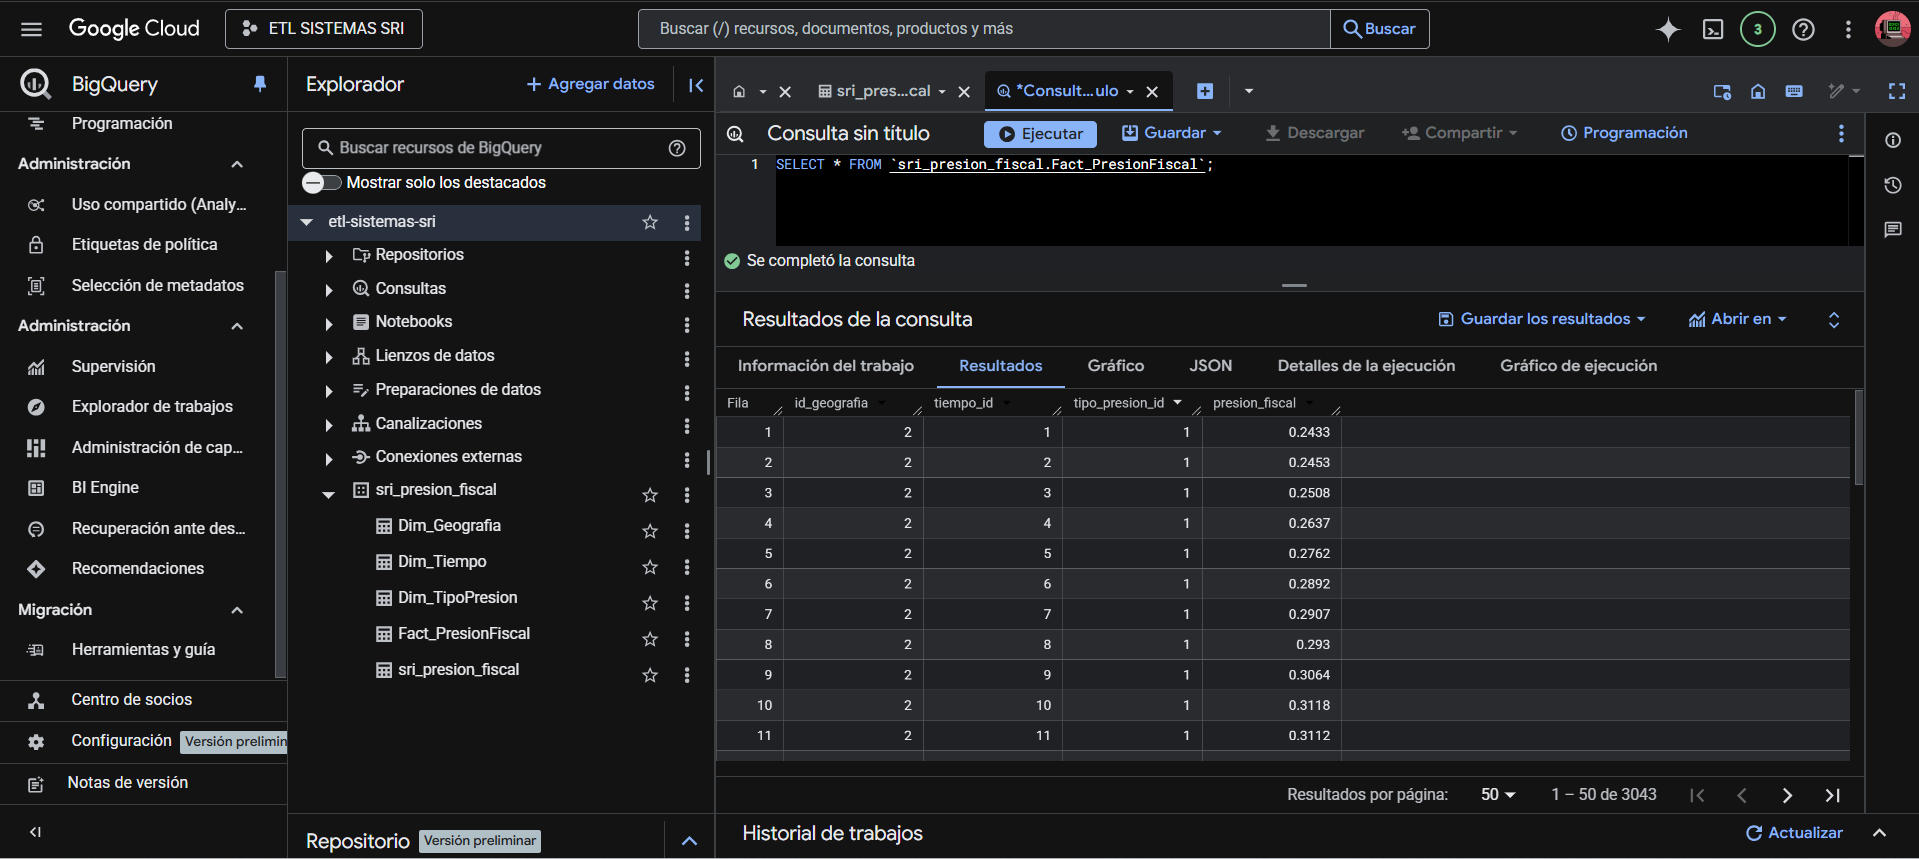 Google Cloud
ETL SISTEMAS SRI
Buscar (/) recursos, documentos, productos y más
Buscar
3
BigQuery
Programación
Administración
Uso compartido (Analy...
Etiquetas de política
Selección de metadatos
Administración
Supervisión
Explorador de trabajos
Administración de cap...
BI Engine
Recuperación ante des...
Recomendaciones
Migración
Herramientas y guía
Centro de socios
Configuración Versión prelimin
Notas de versión
Explorador
+ Agregar datos
Buscar recursos de BigQuery
Mostrar solo los destacados
etl-sistemas-sri
Repositorios
Consultas
Notebooks
Lienzos de datos
Preparaciones de datos
Canalizaciones
Conexiones externas
sri_presion_fiscal
Dim_Geografia
Dim_Tiempo
Dim_TipoPresion
Fact_PresionFiscal
sri_presion_fiscal
Repositorio Versión preliminar
sri_pres...cal
*Consult...ulo
Consulta sin título
Ejecutar
Guardar
Descargar
Compartir
Programación
1 SELECT * FROM `sri_presion_fiscal.Fact_PresionFiscal`;
Se completó la consulta
Resultados de la consulta
Guardar los resultados
Abrir en
Información del trabajo Resultados Gráfico JSON Detalles de la ejecución Gráfico de ejecución
Fila id_geografia tiempo_id tipo_presion_id presion_fiscal
1 2 1 1 0.2433
2 2 2 1 0.2453
3 2 3 1 0.2508
4 2 4 1 0.2637
5 2 5 1 0.2762
6 2 6 1 0.2892
7 2 7 1 0.2907
8 2 8 1 0.293
9 2 9 1 0.3064
10 2 10 1 0.3118
11 2 11 1 0.3112
Resultados por página: 50 1 – 50 de 3043
Historial de trabajos
Actualizar